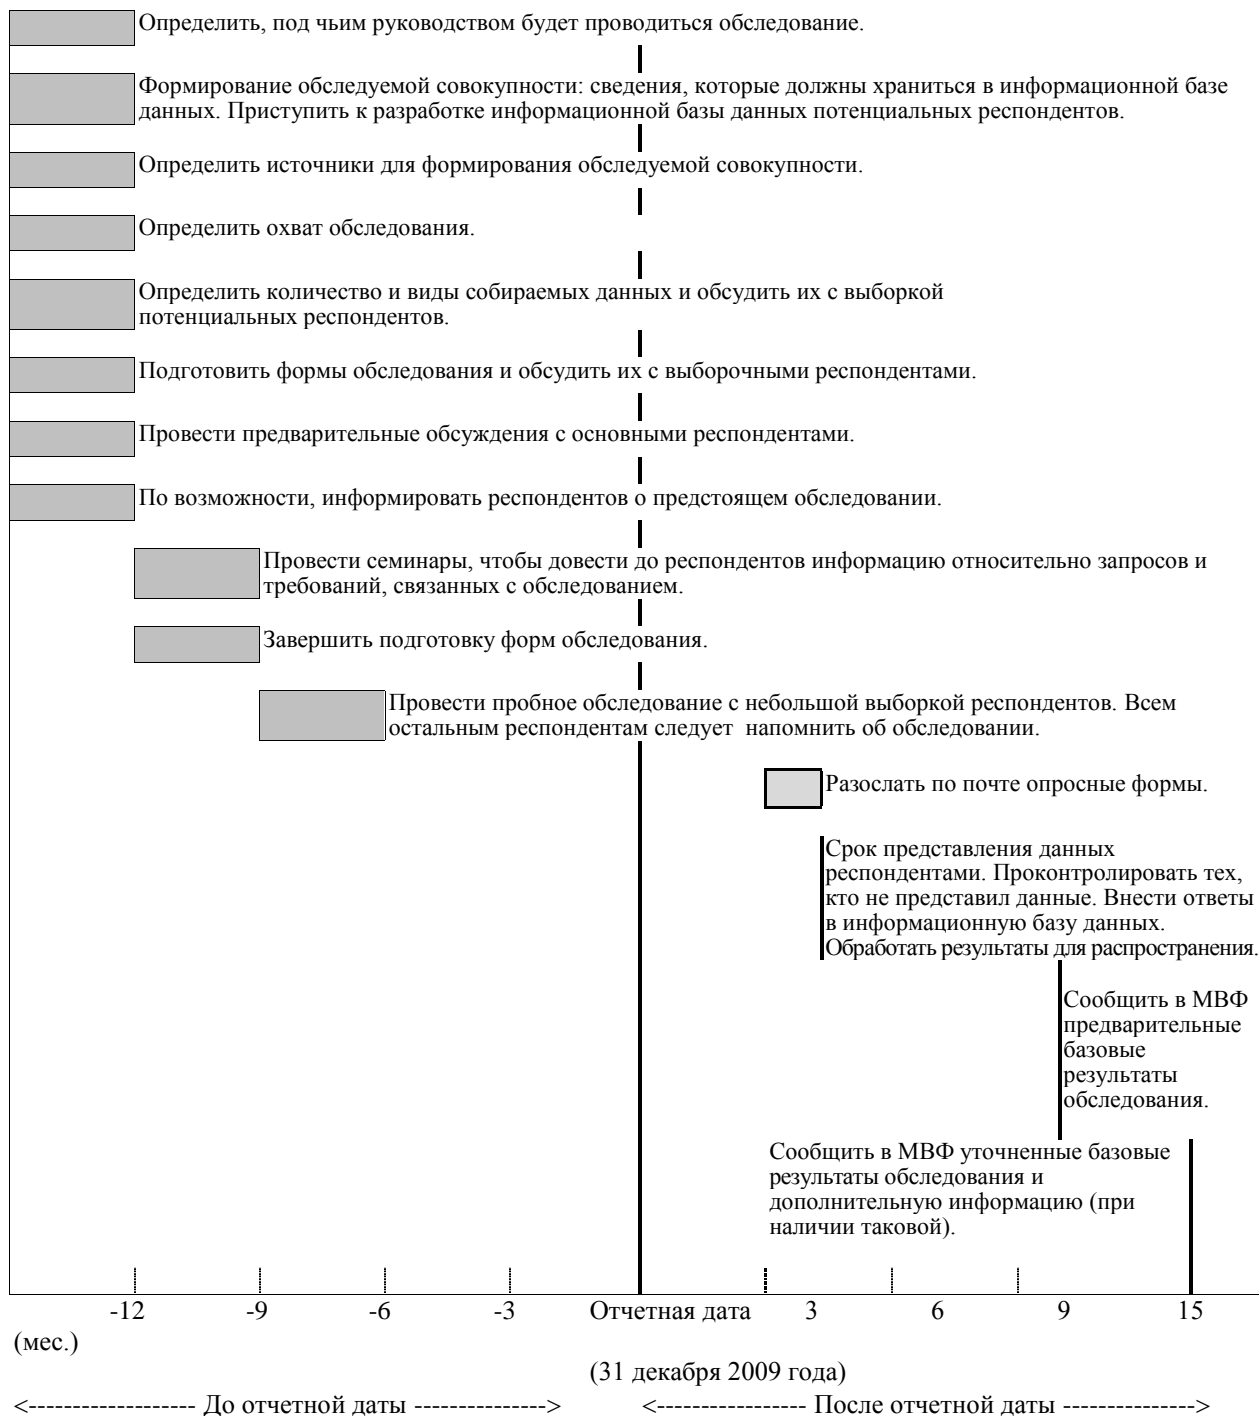 Определить, под чьим руководством будет проводиться обследование.
Формирование обследуемой совокупности: сведения, которые должны храниться в информационной базе
данных. Приступить к разработке информационной базы данных потенциальных респондентов.
Определить источники для формирования обследуемой совокупности.
Определить охват обследования.
Определить количество и виды собираемых данных и обсудить их с выборкой
потенциальных респондентов.
Подготовить формы обследования и обсудить их с выборочными респондентами.
Провести предварительные обсуждения с основными респондентами.
По возможности, информировать респондентов о предстоящем обследовании.
Провести семинары, чтобы довести до респондентов информацию относительно запросов и
требований, связанных с обследованием.
Завершить подготовку форм обследования.
Провести пробное обследование с небольшой выборкой респондентов. Всем
остальным респондентам следует напомнить об обследовании.
Разослать по почте опросные формы.
Срок представления данных
респондентами. Проконтролировать тех,
кто не представил данные. Внести ответы
в информационную базу данных.
Обработать результаты для распространения.
Сообщить в МВФ
предварительные
базовые
результаты
обследования.
Сообщить в МВФ уточненные базовые
результаты обследования и
дополнительную информацию (при
наличии таковой).
-12 -9 -6 -3 Отчетная дата 3 6 9 15
(мес.)
(31 декабря 2009 года)
<------------------- До отчетной даты ---------------> <----------------- После отчетной даты --------------->